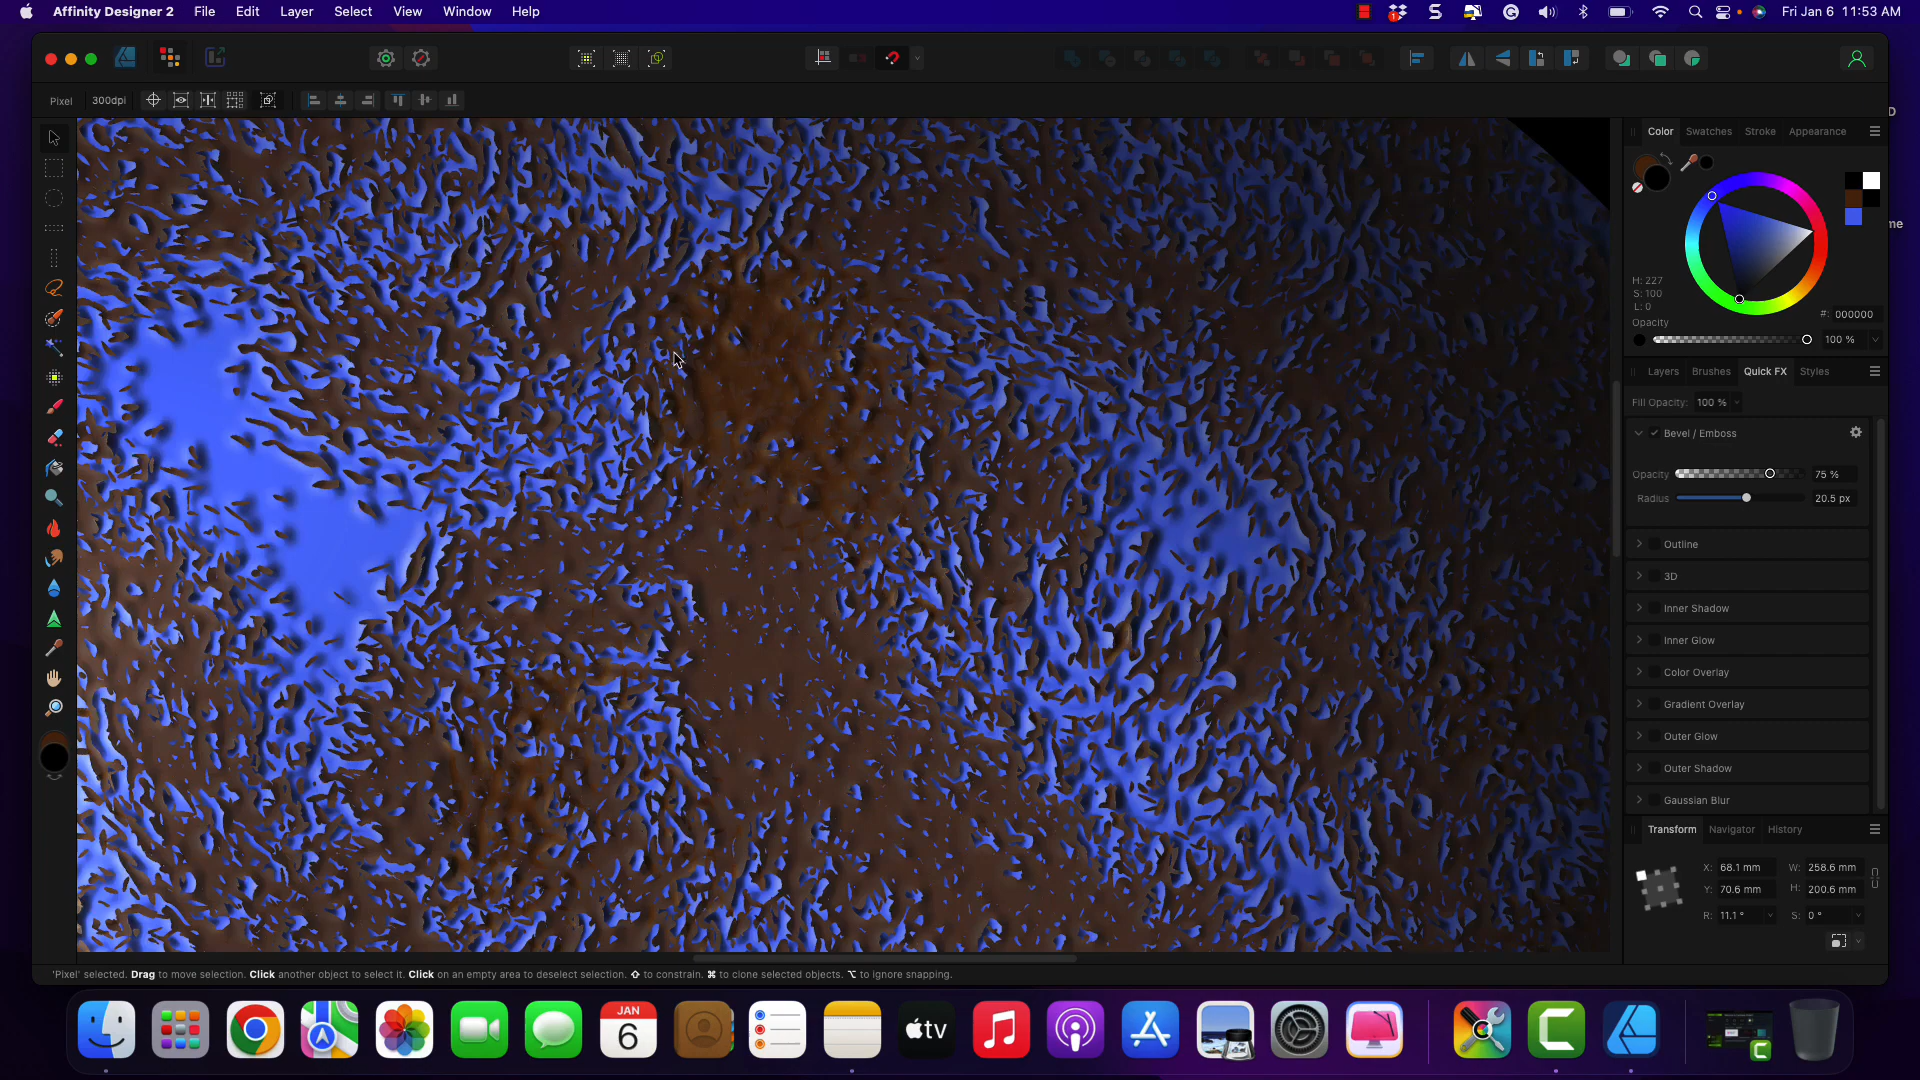 Affinity Designer 2 File Edit Layer Select View Window Help
1
Fri Jan 6 11:53 AM
Pixel 300dpi
D
me
Color Swatches Stroke Appearance
H: 227
S: 100
L: 0
#: 000000
Opacity
100 %
Layers Brushes Quick FX Styles
Fill Opacity: 100 %
Bevel / Emboss
Opacity 75 %
Radius 20.5 px
Outline
3D
Inner Shadow
Inner Glow
Color Overlay
Gradient Overlay
Outer Glow
Outer Shadow
Gaussian Blur
Transform Navigator History
X: 68.1 mm W: 258.6 mm
Y: 70.6 mm H: 200.6 mm
R: 11.1 ° S: 0 °
'Pixel' selected. Drag to move selection. Click another object to select it. Click on an empty area to deselect selection. ⇧ to constrain. ⌘ to clone selected objects. ⌥ to ignore snapping.
JAN
6
tv